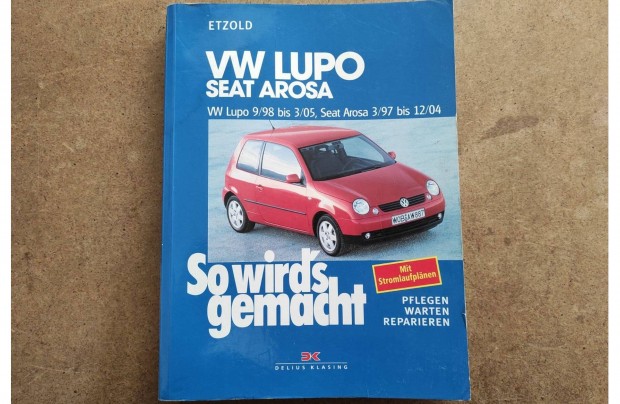 ETZOLD
VW LUPO
SEAT AROSA
VW Lupo 9/98 bis 3/05, Seat Arosa 3/97 bis 12/04
So wird's
gemacht
Mit
Stromlaufplänen
PFLEGEN
WARTEN
REPARIEREN
DELIUS KLASING